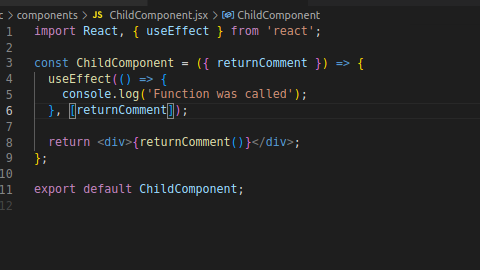 c > components > JS ChildComponent.jsx > ChildComponent
1 import React, { useEffect } from 'react';
2
3 const ChildComponent = ({ returnComment }) => {
4 useEffect(() => {
5 console.log('Function was called');
6 }, [returnComment]);
7
8 return <div>{returnComment()}</div>;
9 };
10
11 export default ChildComponent;
12